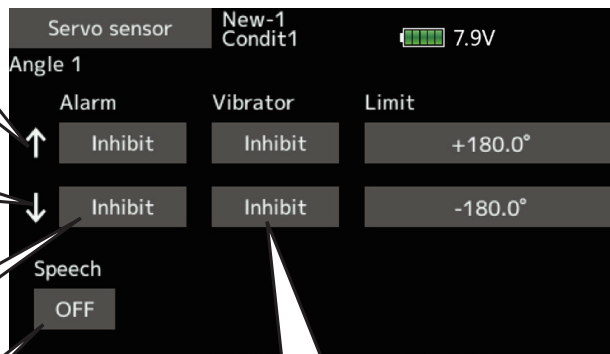 Servo sensor
New-1
Condit1
7.9V
Angle 1
Alarm Vibrator Limit
↑ Inhibit Inhibit +180.0°
↓ Inhibit Inhibit -180.0°
Speech
OFF